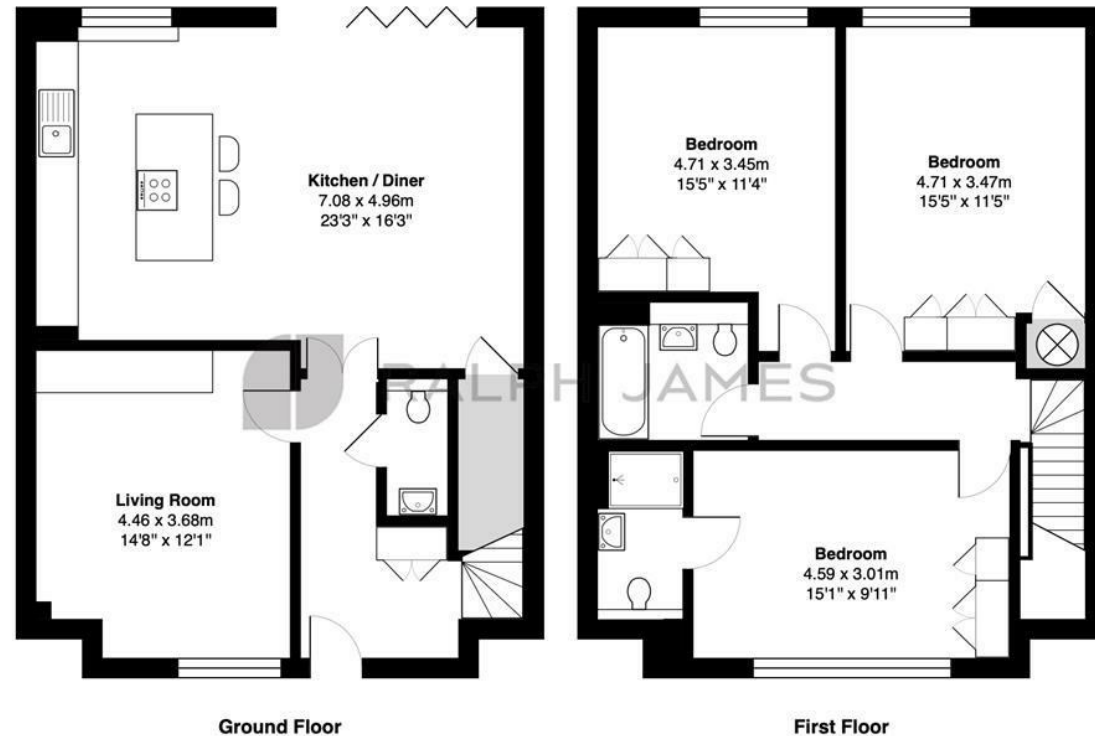 Kitchen / Diner
7.08 x 4.96m
23'3" x 16'3"
Living Room
4.46 x 3.68m
14'8" x 12'1"
Ground Floor
Bedroom
4.71 x 3.45m
15'5" x 11'4"
Bedroom
4.71 x 3.47m
15'5" x 11'5"
Bedroom
4.59 x 3.01m
15'1" x 9'11"
First Floor
RALPH JAMES